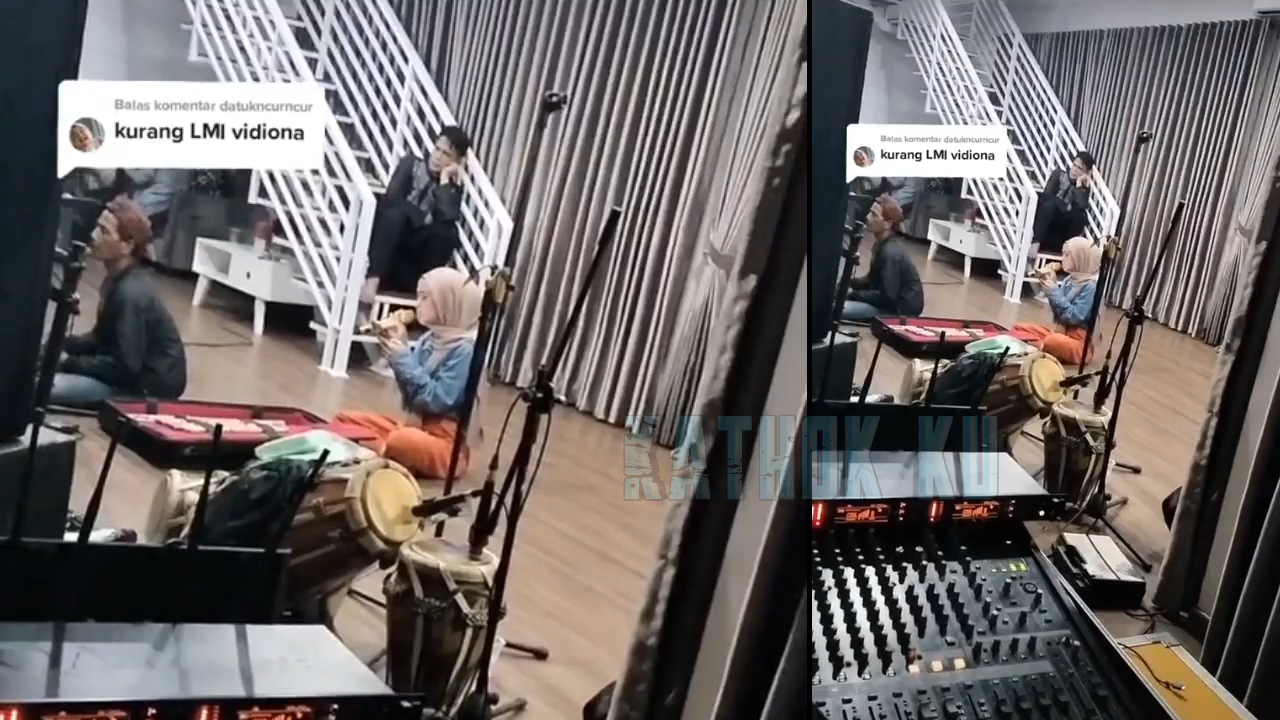 Balas komentar datukncurncur
kurang LMI vidiona
Balas komentar datukncurncur
kurang LMI vidiona
KATHOK KU